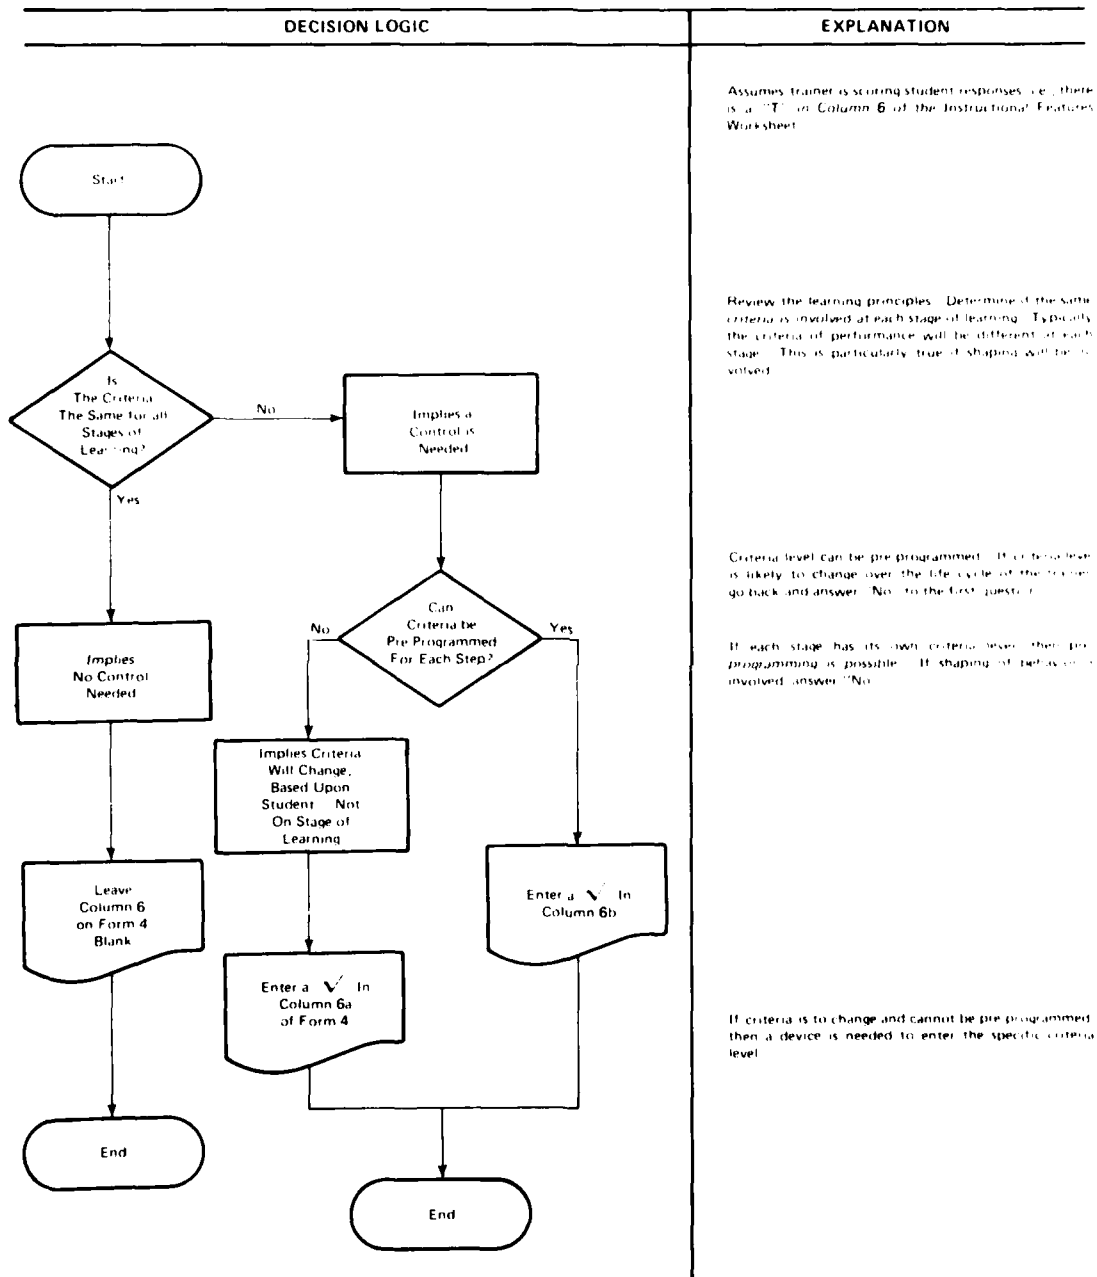 DECISION LOGIC
EXPLANATION
Assumes trainer is scoring student responses i.e., there
is a "T" in Column 6 of the Instructional Features
Worksheet
Start
Review the learning principles Determine if the same
criteria is involved at each stage of learning Typically
the criteria of performance will be different at each
stage This is particularly true if shaping will be
volved
Is
The Criteria
The Same for all
Stages of
Learning?
No
Implies a
Control is
Needed
Yes
Criteria level can be pre programmed If criteria level
is likely to change over the life cycle of the trainer
go back and answer No to the first question
Can
Criteria be
Pre Programmed
For Each Step?
No
Yes
If each stage has its own criteria level then pre
programming is possible If shaping of behavior
involved answer "No
Implies
No Control
Needed
Implies Criteria
Will Change,
Based Upon
Student Not
On Stage of
Learning
Leave
Column 6
on Form 4
Blank
Enter a √ In
Column 6b
Enter a √ In
Column 6a
of Form 4
If criteria is to change and cannot be pre programmed
then a device is needed to enter the specific criteria
level
End
End